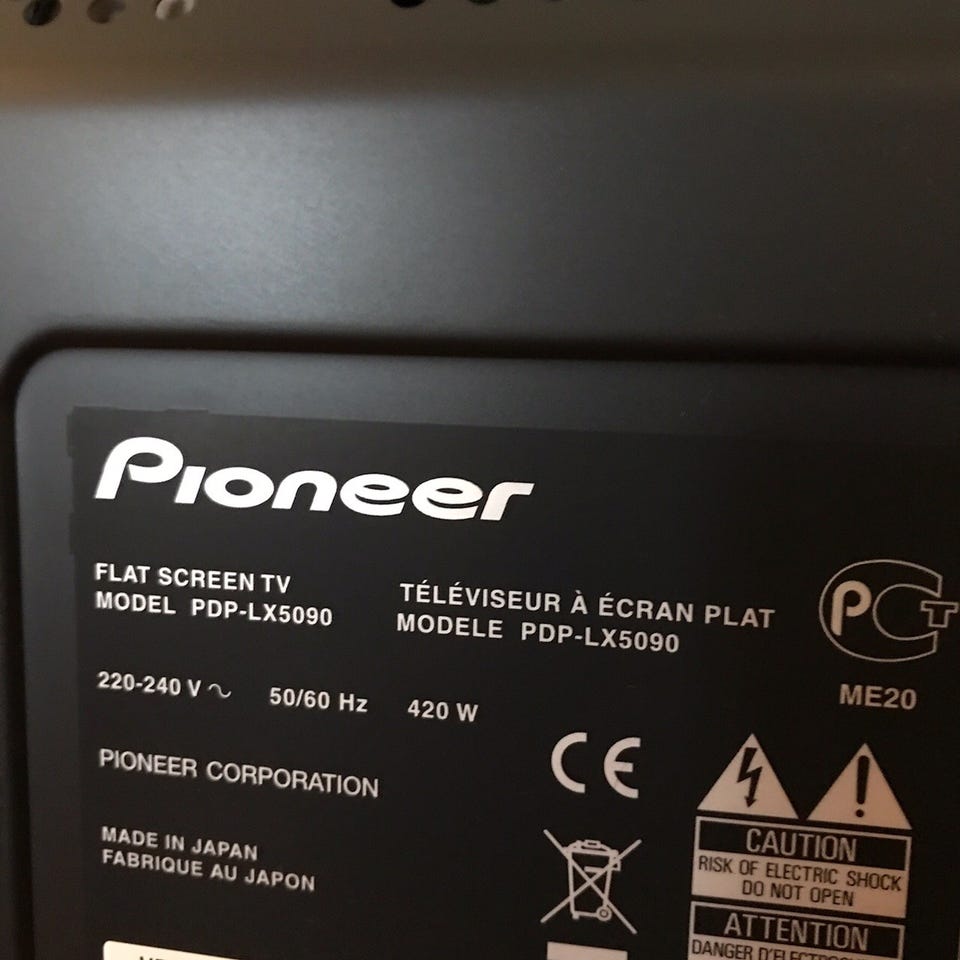 Pioneer
FLAT SCREEN TV
MODEL PDP-LX5090
TÉLÉVISEUR À ÉCRAN PLAT
MODELE PDP-LX5090
PCT
ME20
220-240 V ~ 50/60 Hz 420 W
PIONEER CORPORATION
CE
MADE IN JAPAN
FABRIQUE AU JAPON
CAUTION
RISK OF ELECTRIC SHOCK
DO NOT OPEN
ATTENTION